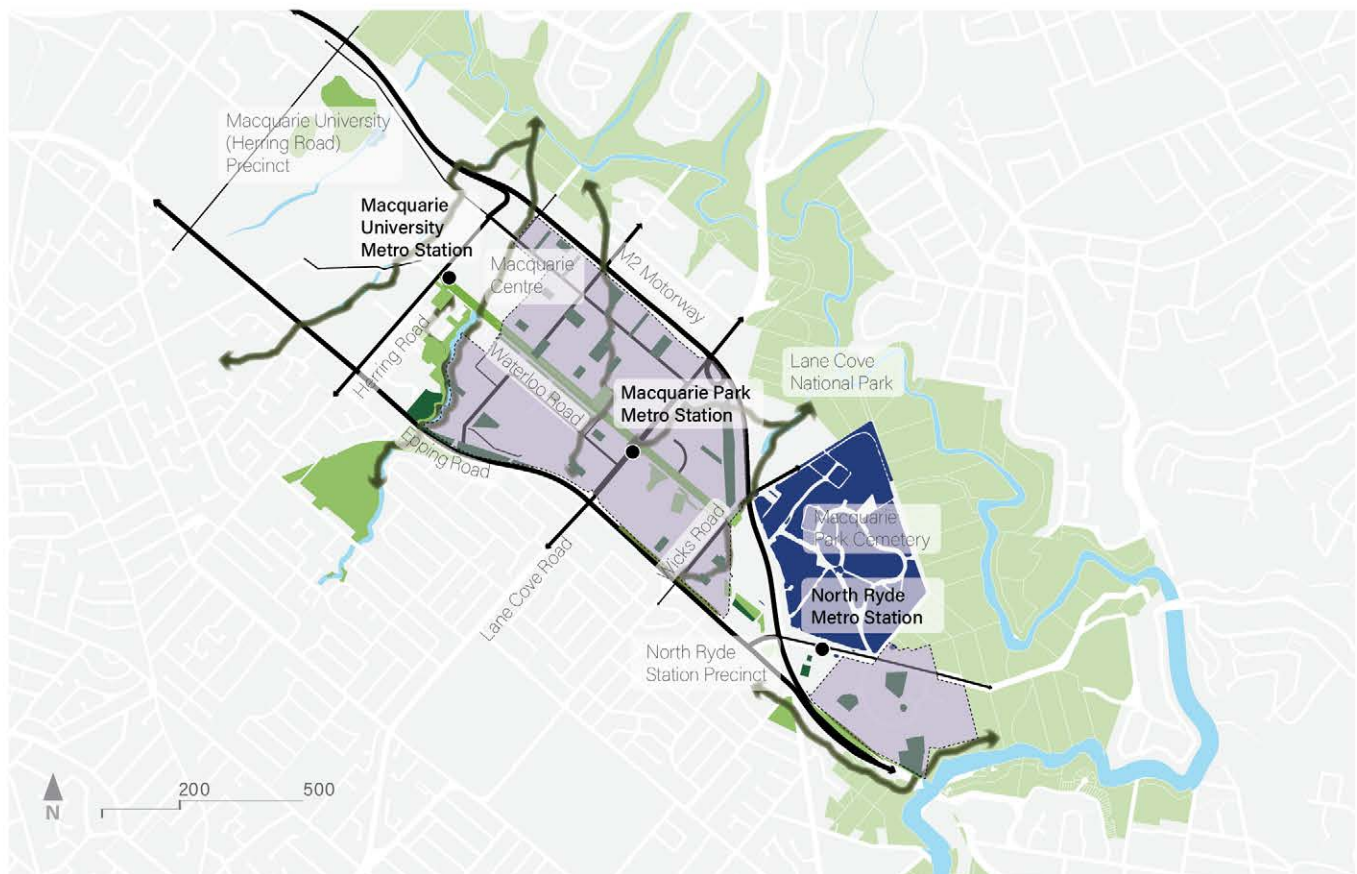 Macquarie University
(Herring Road)
Precinct
Macquarie
University
Metro Station
Macquarie
Centre
M2 Motorway
Herring Road
Waterloo Road
Lane Cove
National Park
Macquarie Park
Metro Station
Epping Road
Wicks Road
Macquarie
Park Cemetery
Lane Cove Road
North Ryde
Metro Station
North Ryde
Station Precinct
200
500
N